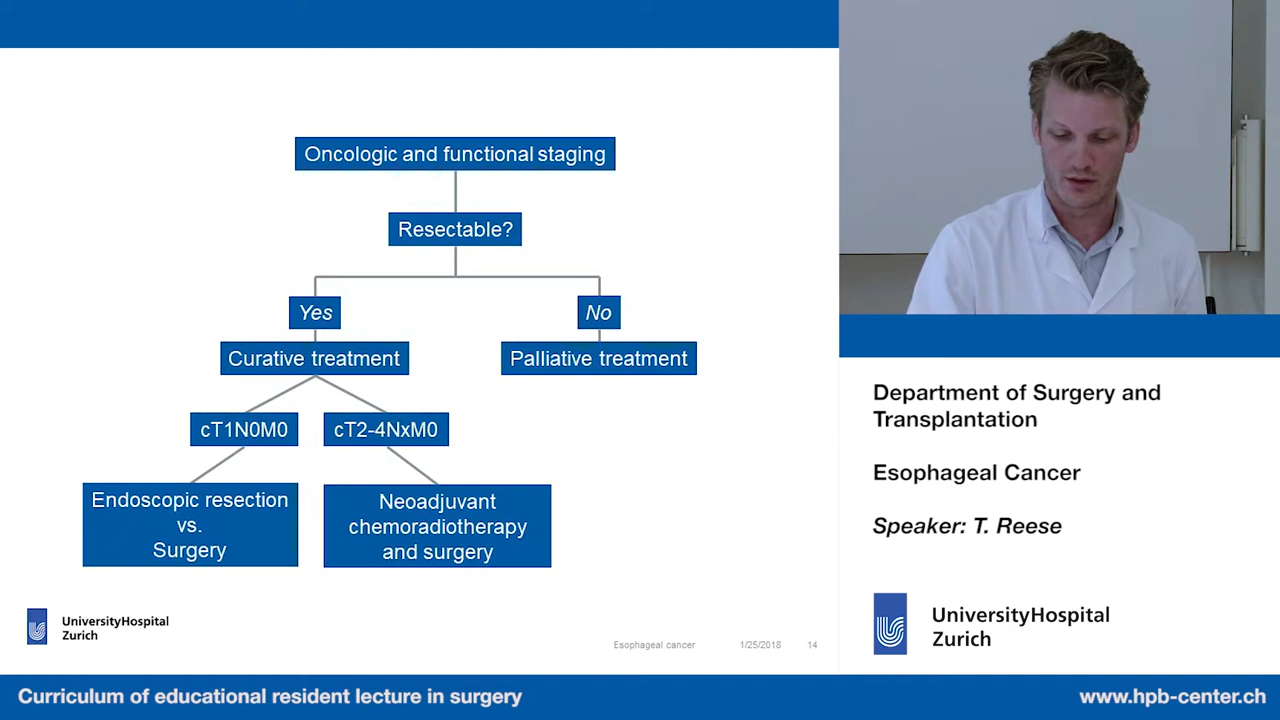 Oncologic and functional staging
Resectable?
Yes
No
Curative treatment
Palliative treatment
cT1N0M0
cT2-4NxM0
Endoscopic resection
vs.
Surgery
Neoadjuvant
chemoradiotherapy
and surgery
UniversityHospital
Zurich
Esophageal cancer
1/25/2018
14
Department of Surgery and
Transplantation
Esophageal Cancer
Speaker: T. Reese
UniversityHospital
Zurich
Curriculum of educational resident lecture in surgery
www.hpb-center.ch